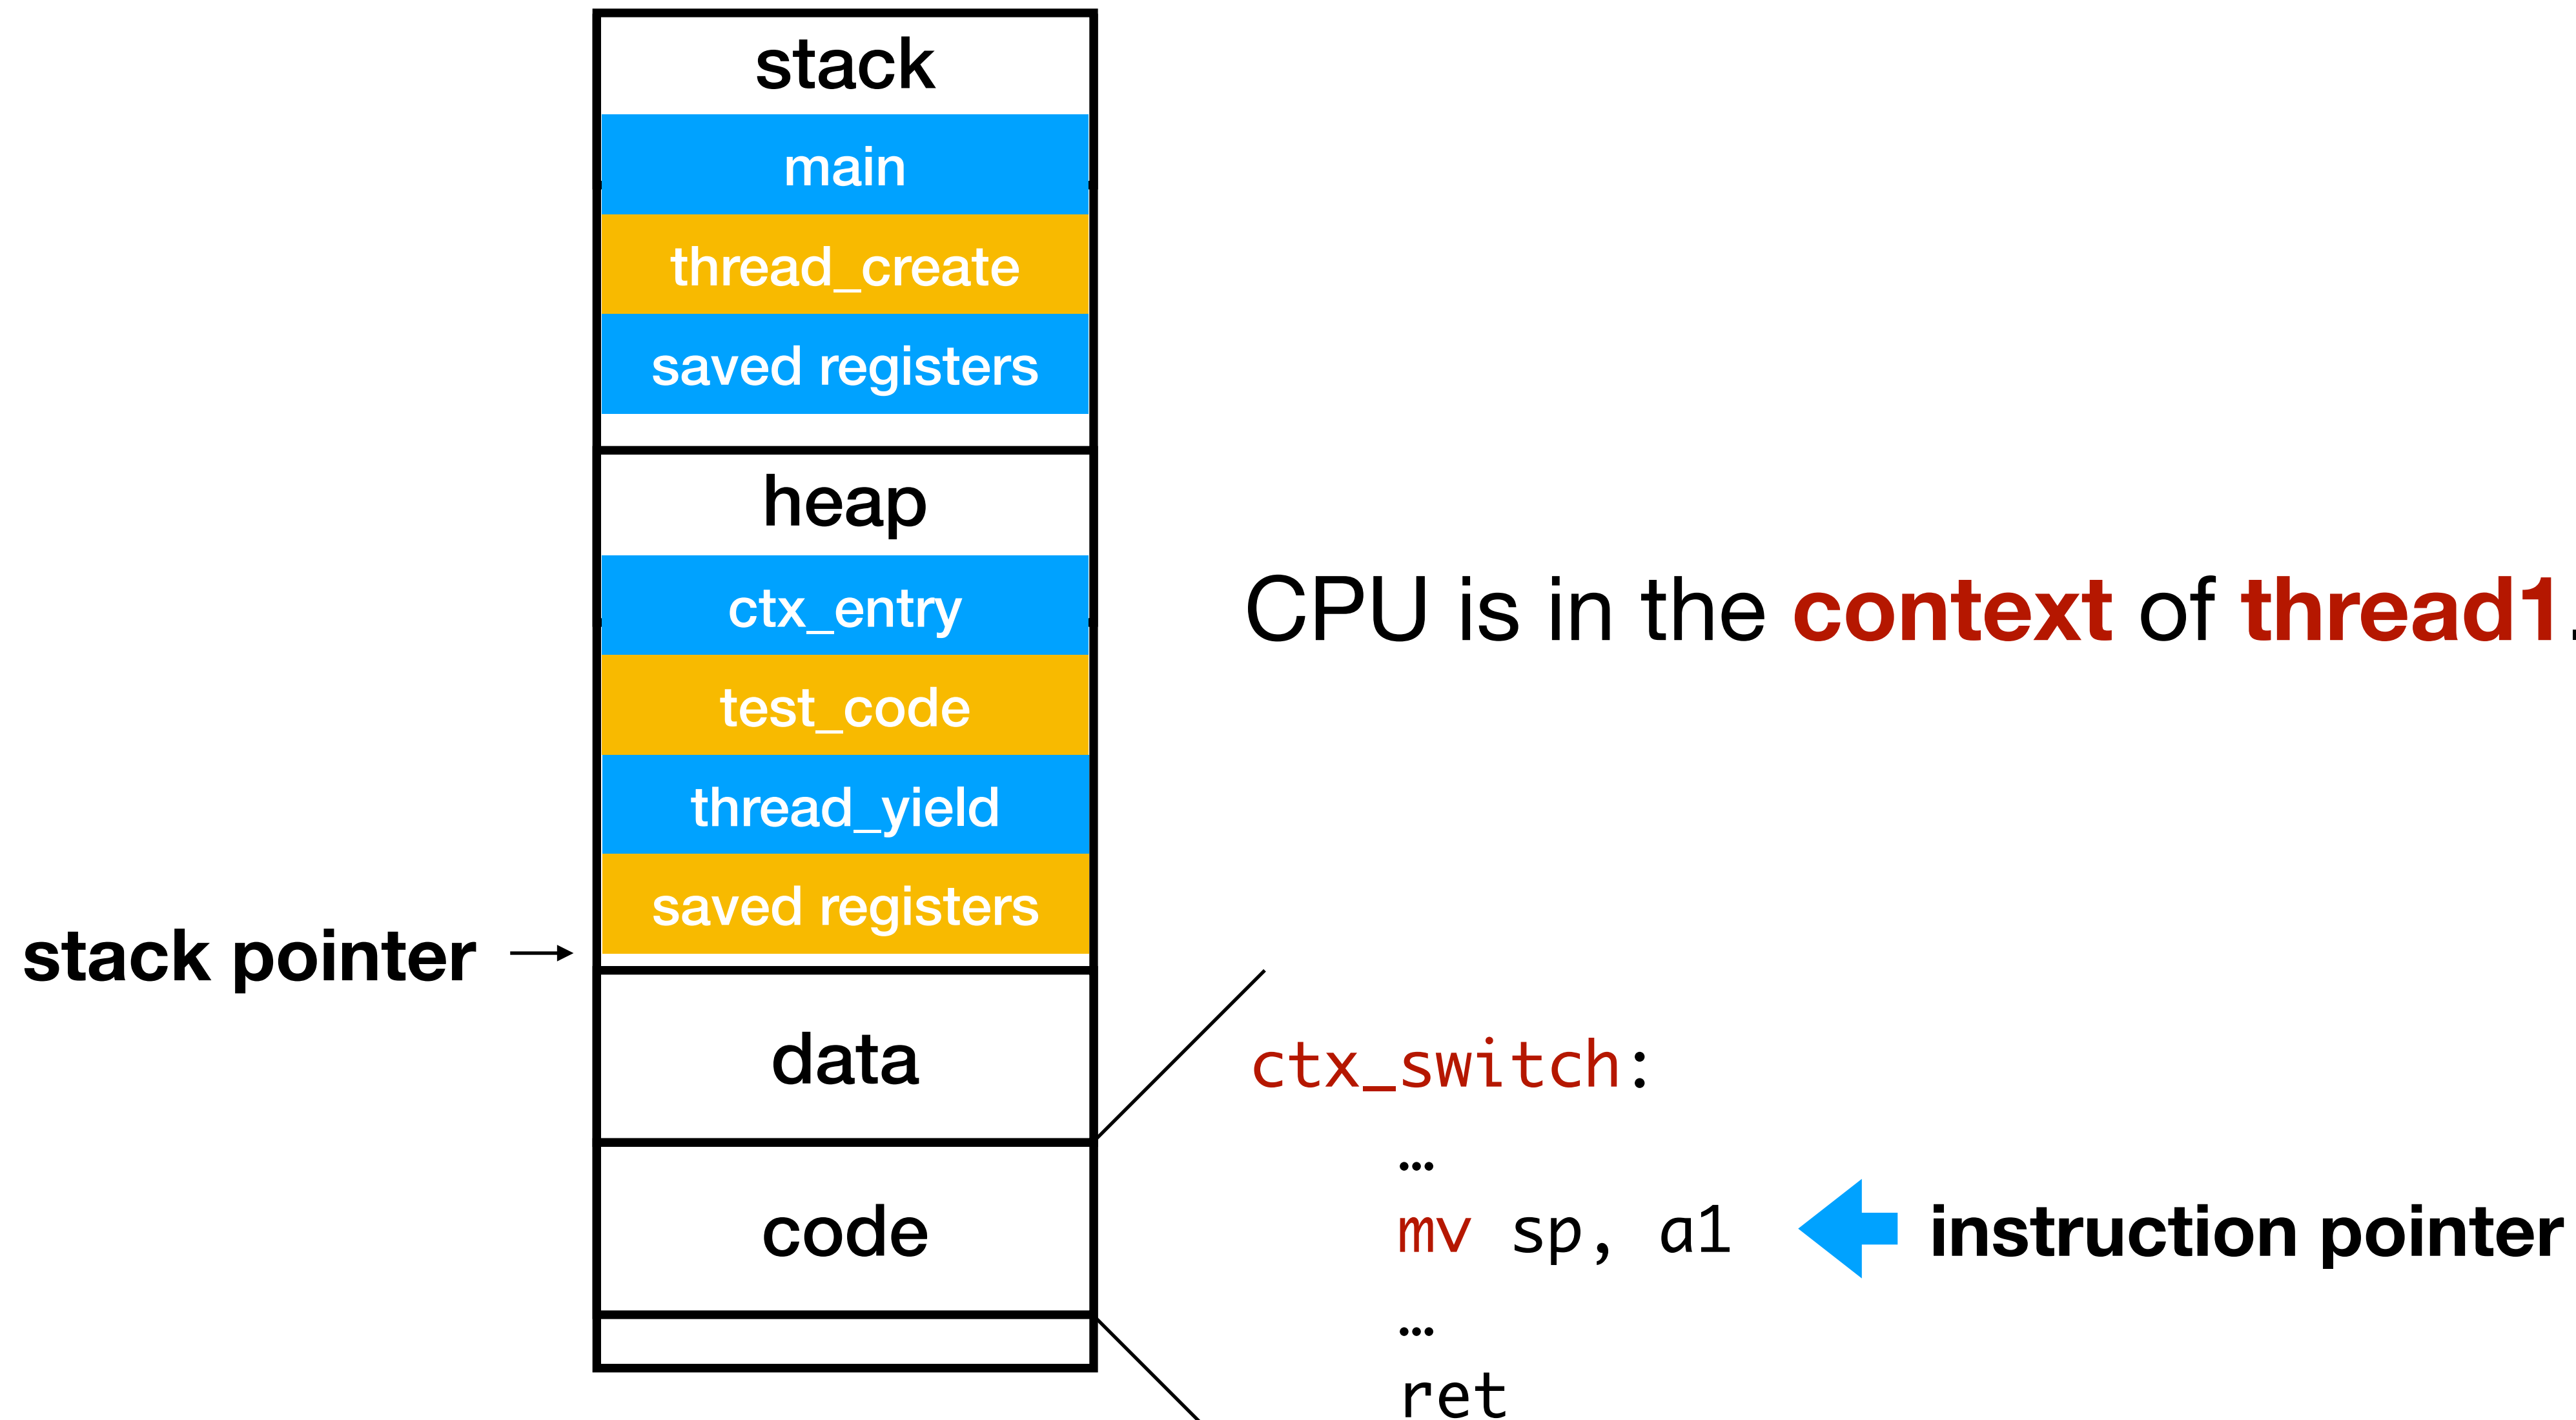 stack
main
thread_create
saved registers
heap
ctx_entry
test_code
thread_yield
saved registers
stack pointer
data
code
CPU is in the context of thread1.
ctx_switch:
…
mv sp, a1
instruction pointer
…
ret